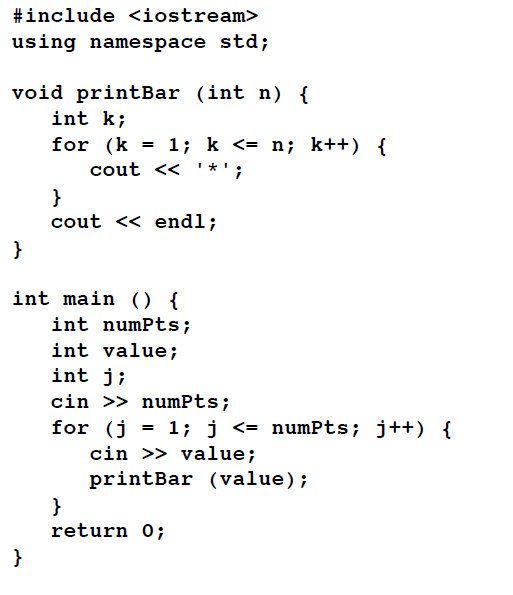 #include <iostream>
using namespace std;

void printBar (int n) {
   int k;
   for (k = 1; k <= n; k++) {
      cout << '*';
   }
   cout << endl;
}

int main () {
   int numPts;
   int value;
   int j;
   cin >> numPts;
   for (j = 1; j <= numPts; j++) {
      cin >> value;
      printBar (value);
   }
   return 0;
}